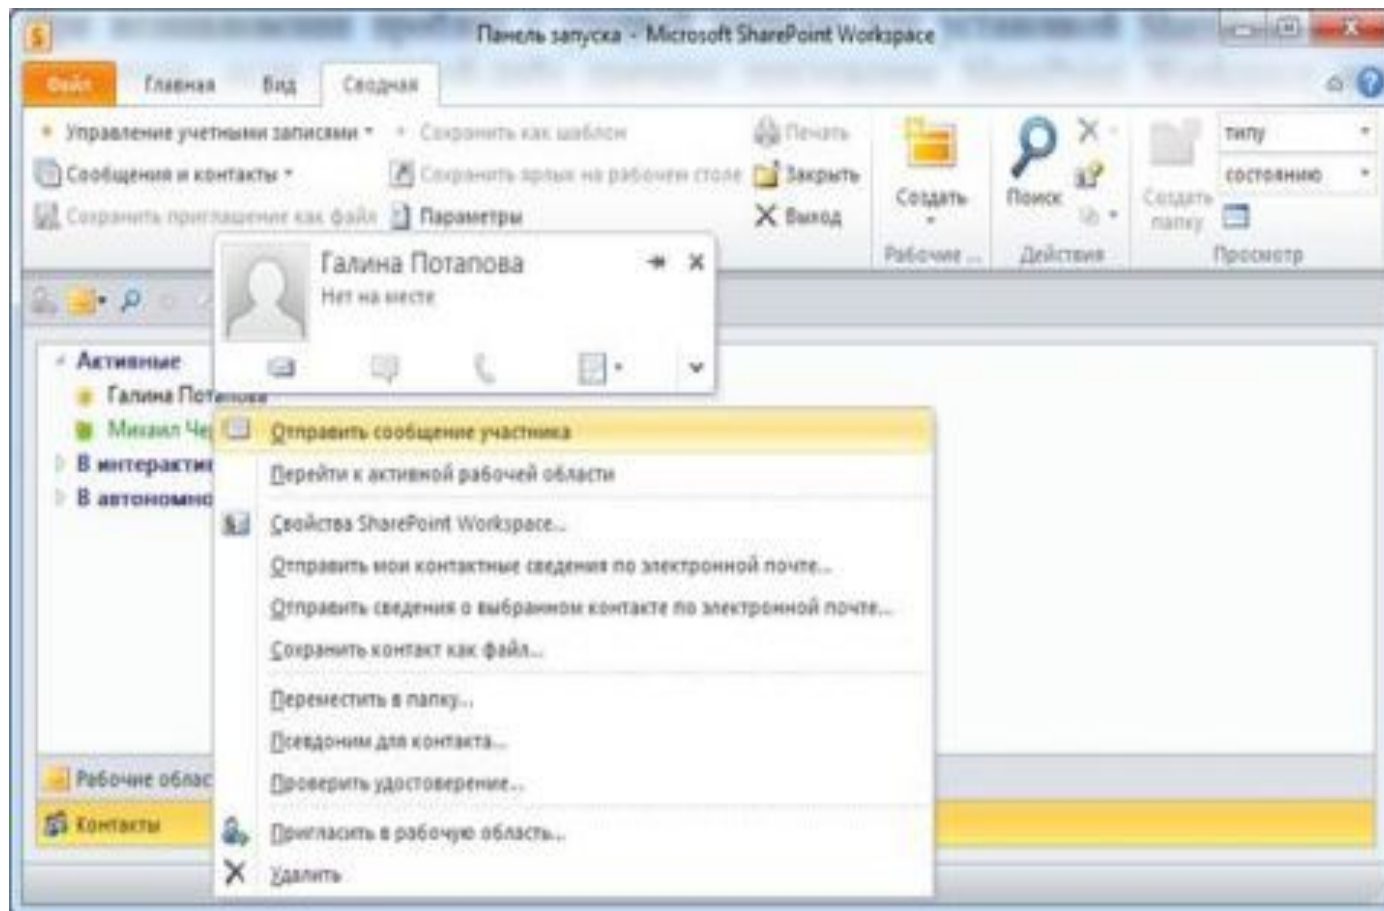 Панель запуска - Microsoft SharePoint Workspace
Файл Главная Вид Сводная
Управление учетными записями Сохранить как шаблон Печать типу
Сообщения и контакты Сохранить ярлык на рабочем столе Закрыть Создать Поиск Создать папку состоянию
Сохранить приглашение как файл Параметры Выход
Рабочие ... Действия Просмотр
Галина Потапова
Нет на месте
Активные
Галина Потапова
Михаил Чер
В интерактив
В автономно
Отправить сообщение участника
Перейти к активной рабочей области
Свойства SharePoint Workspace...
Отправить мои контактные сведения по электронной почте...
Отправить сведения о выбранном контакте по электронной почте...
Сохранить контакт как файл...
Переместить в папку...
Псевдоним для контакта...
Проверить удостоверение...
Рабочие облас
Контакты
Пригласить в рабочую область...
Удалить